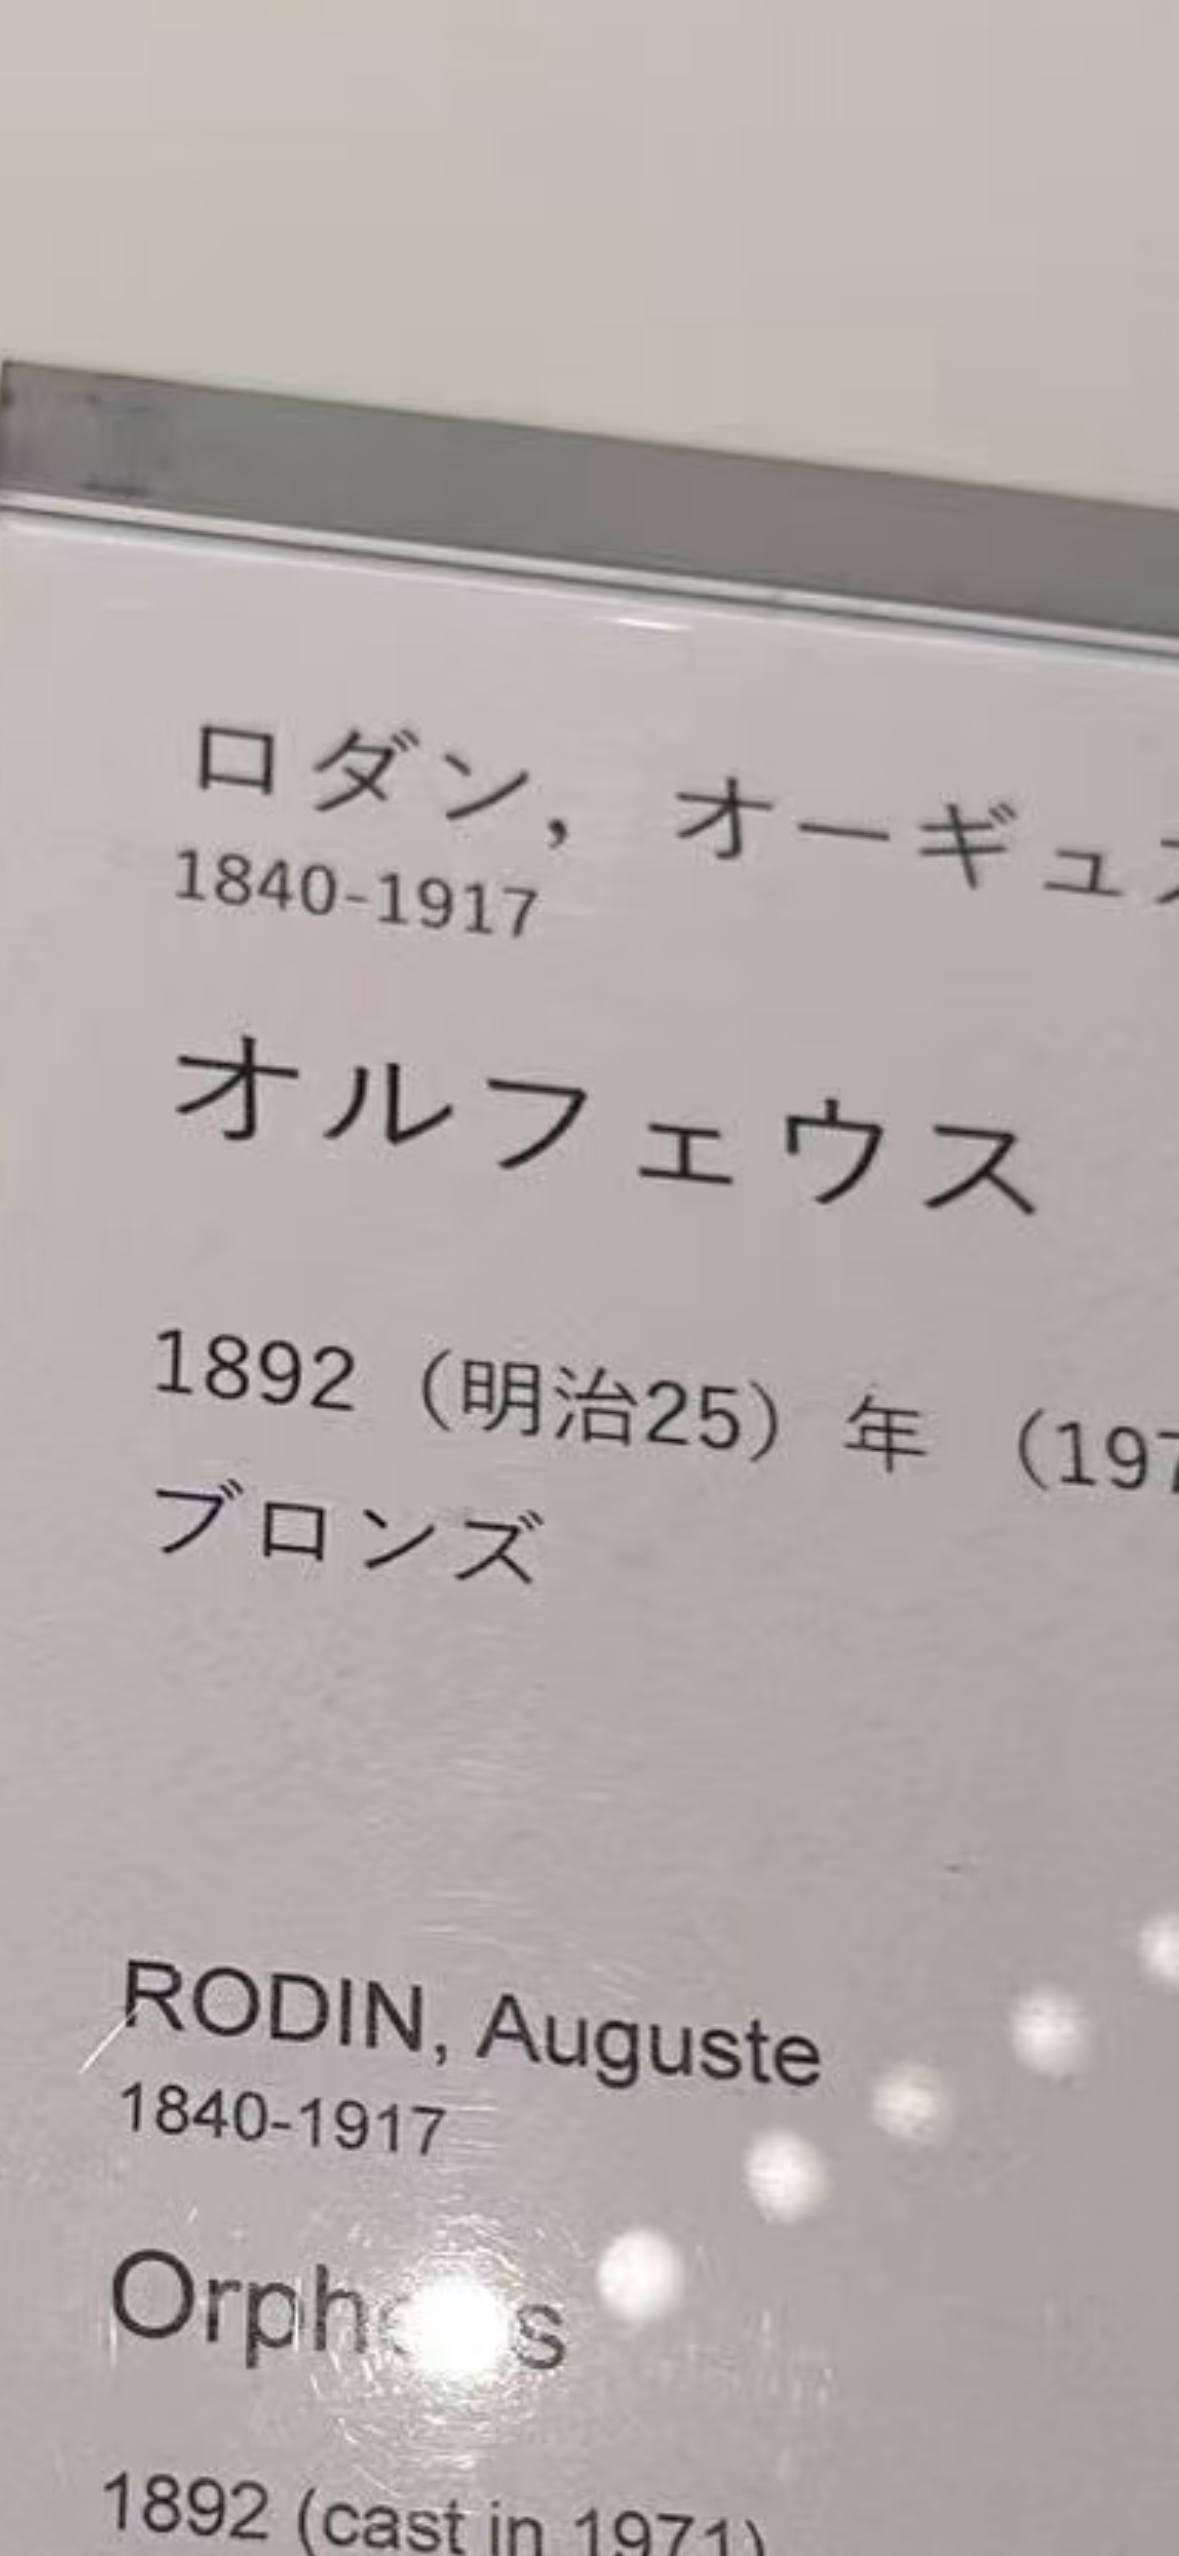 ロダン，オーギュ
1840-1917
オルフェウス
1892（明治25）年（197
ブロンズ
RODIN, Auguste
1840-1917
1892 (cast in 1971)